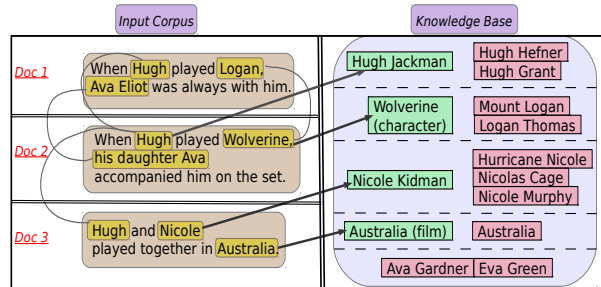 Input Corpus
Knowledge Base
Doc 1
When Hugh played Logan,
Ava Eliot was always with him.
Doc 2
When Hugh played Wolverine,
his daughter Ava
accompanied him on the set.
Doc 3
Hugh and Nicole
played together in Australia.
Hugh Jackman
Hugh Hefner
Hugh Grant
Wolverine
(character)
Mount Logan
Logan Thomas
Nicole Kidman
Hurricane Nicole
Nicolas Cage
Nicole Murphy
Australia (film)
Australia
Ava Gardner
Eva Green